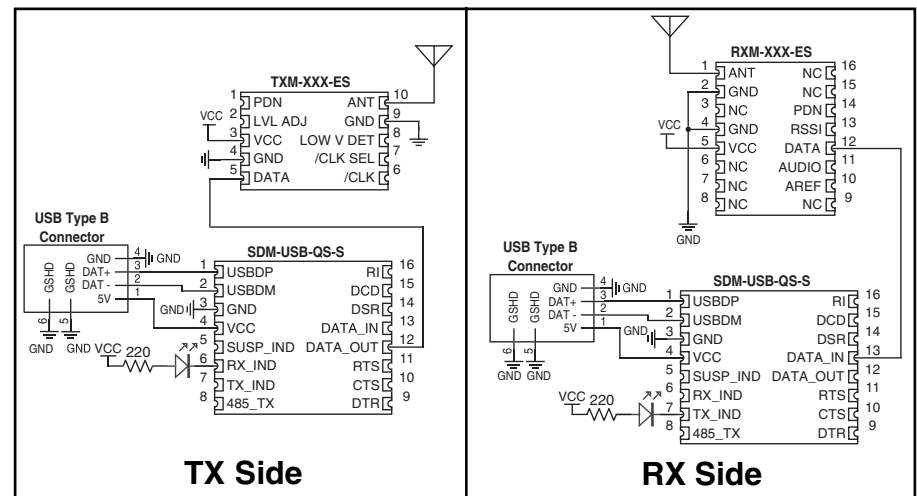 TXM-XXX-ES
1 PDN ANT 10
VCC 2 LVL ADJ GND 9
3 VCC LOW V DET 8
4 GND /CLK SEL 7
5 DATA /CLK 6
USB Type B
Connector
GND 4 GND
DAT+ 3
DAT - 2
5V 1
GSHD GSHD
6 5
GND GND
SDM-USB-QS-S
1 USBDP RI 16
2 USBDM DCD 15
GND 3 GND DSR 14
4 VCC DATA_IN 13
5 SUSP_IND DATA_OUT 12
VCC 220 6 RX_IND RTS 11
7 TX_IND CTS 10
8 485_TX DTR 9
TX Side
RXM-XXX-ES
1 ANT NC 16
2 GND NC 15
3 NC PDN 14
4 GND RSSI 13
VCC 5 VCC DATA 12
6 NC AUDIO 11
7 NC AREF 10
8 NC NC 9
GND
USB Type B
Connector
GND 4 GND
DAT+ 3
DAT - 2
5V 1
GSHD GSHD
6 5
GND GND
SDM-USB-QS-S
1 USBDP RI 16
2 USBDM DCD 15
GND 3 GND DSR 14
4 VCC DATA_IN 13
5 SUSP_IND DATA_OUT 12
6 RX_IND RTS 11
VCC 220 7 TX_IND CTS 10
8 485_TX DTR 9
RX Side